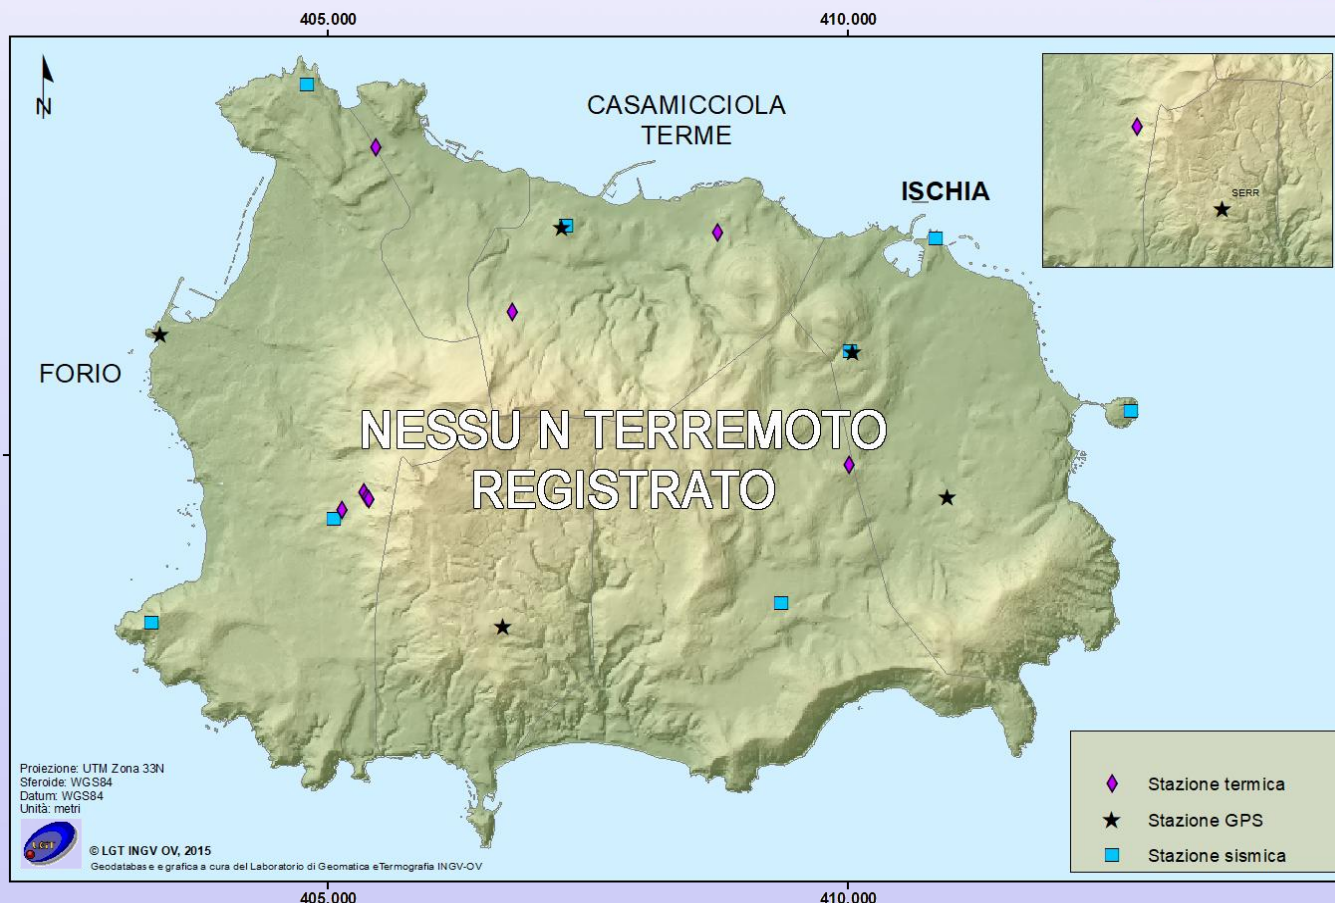 405.000 410.000
N
CASAMICCIOLA
TERME
ISCHIA
SERR
FORIO
NESSU N TERREMOTO
REGISTRATO
Proiezione: UTM Zona 33N
Sferoide: WGS84
Datum: WGS84
Unità: metri
LGT
© LGT INGV OV, 2015
Geodatabase e grafica a cura del Laboratorio di Geomatica e Termografia INGV-OV
Stazione termica
Stazione GPS
Stazione sismica
405.000 410.000